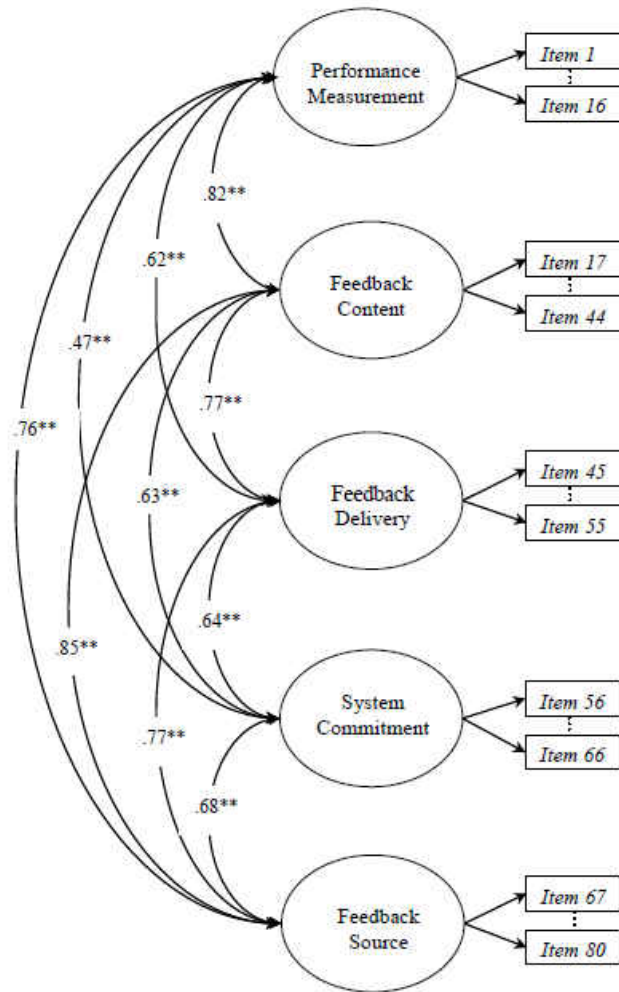 Performance
Measurement
Item 1
Item 16
.82**
.62**
Feedback
Content
Item 17
Item 44
.47**
.77**
.76**
Feedback
Delivery
Item 45
Item 55
.63**
.64**
.85**
System
Commitment
Item 56
Item 66
.77**
.68**
Feedback
Source
Item 67
Item 80